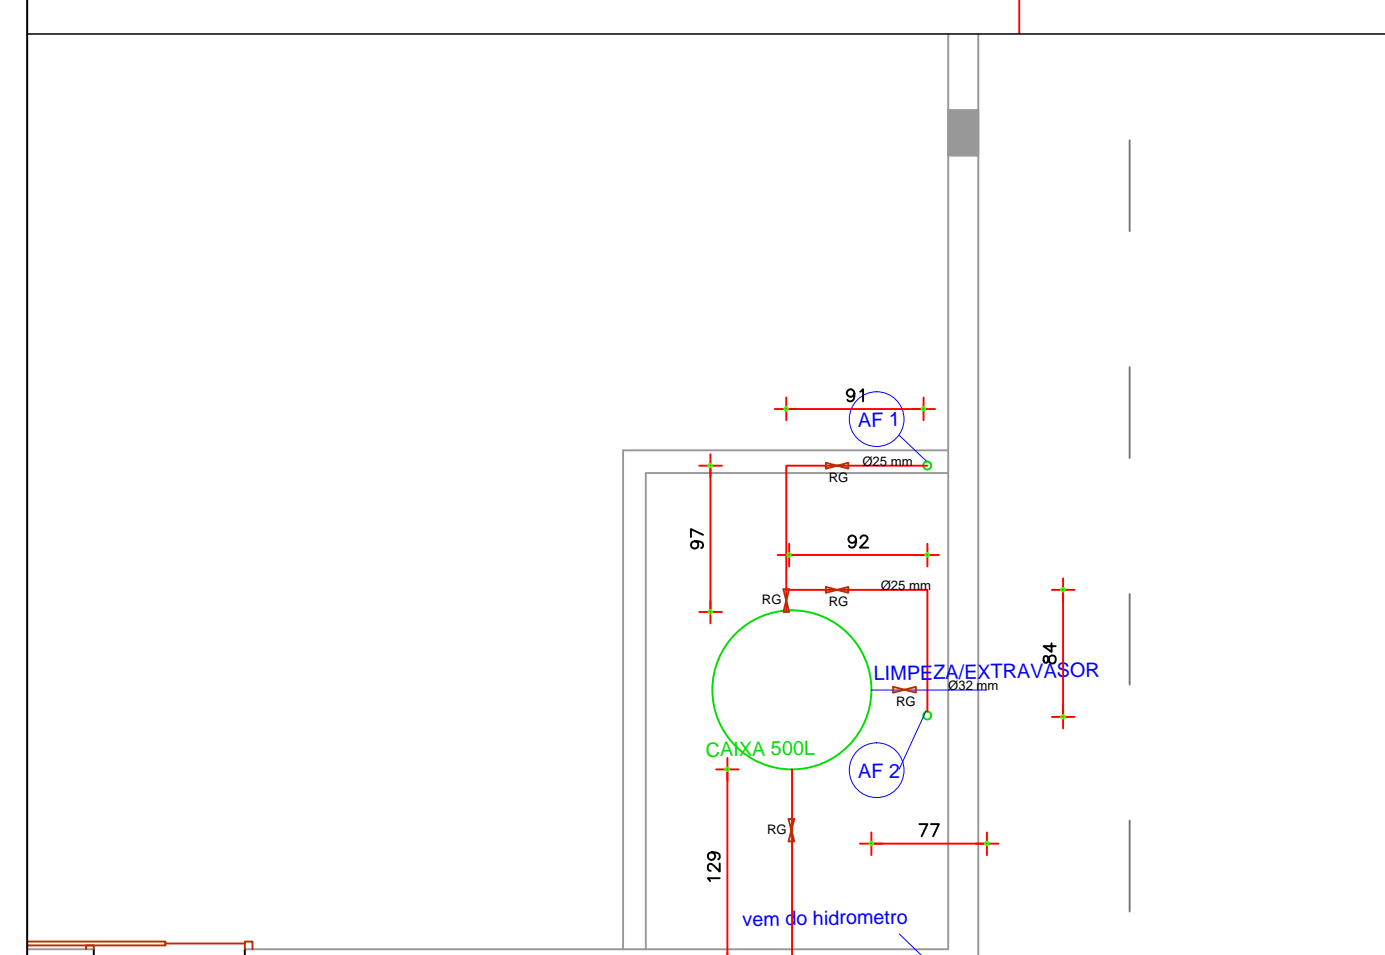 91
AF 1
Ø25 mm
RG
97
92
Ø25 mm
RG
RG
84
LIMPEZA/EXTRAVASOR
Ø32 mm
RG
CAIXA 500L
AF 2
RG
77
129
vem do hidrometro